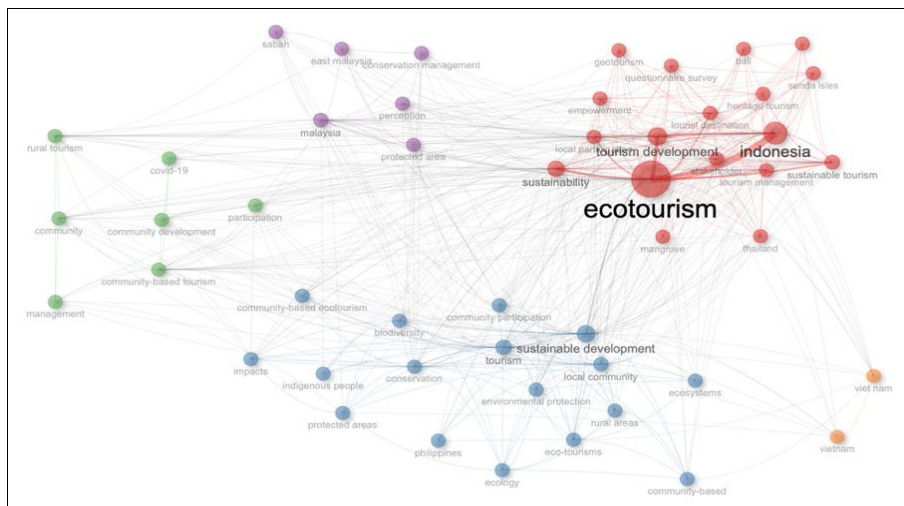 sabah
east malaysia
conservation management
geotourism
questionnaire survey
bali
sunda isles
perception
empowerment
heritage tourism
malaysia
tourist destination
rural tourism
protected area
local participation
tourism development
indonesia
covid-19
stakeholder
sustainable tourism
sustainability
tourism management
ecotourism
community
community development
participation
mangrove
thailand
community-based tourism
management
community-based ecotourism
community participation
biodiversity
sustainable development
tourism
impacts
indigenous people
conservation
local community
viet nam
environmental protection
ecosystems
protected areas
rural areas
philippines
eco-tourisms
vietnam
ecology
community-based